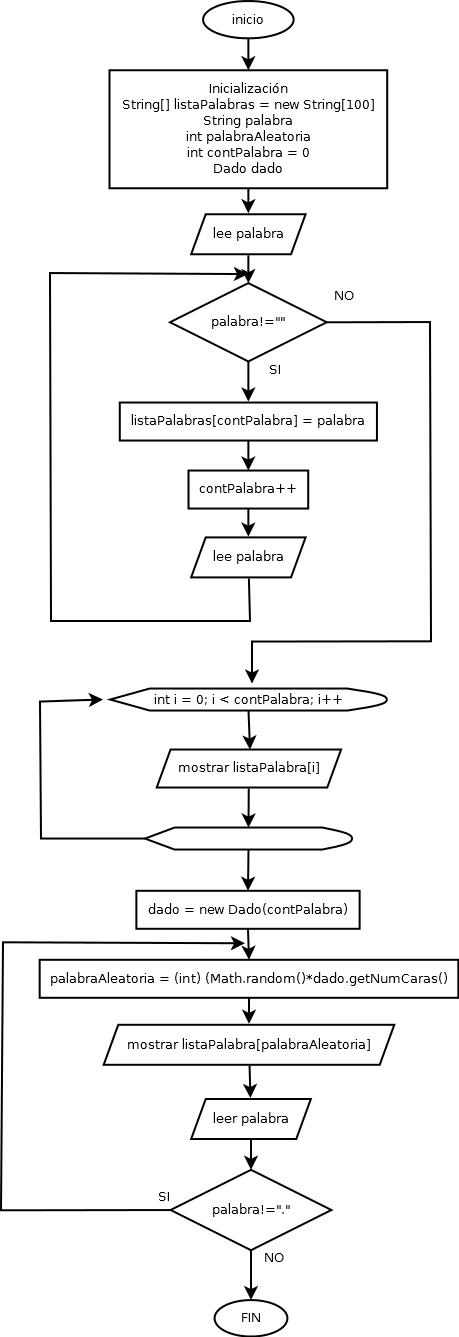 inicio
Inicialización
String[] listaPalabras = new String[100]
String palabra
int palabraAleatoria
int contPalabra = 0
Dado dado
lee palabra
NO
palabra!=""
SI
listaPalabras[contPalabra] = palabra
contPalabra++
lee palabra
int i = 0; i < contPalabra; i++
mostrar listaPalabra[i]
dado = new Dado(contPalabra)
palabraAleatoria = (int) (Math.random()*dado.getNumCaras()
mostrar listaPalabra[palabraAleatoria]
leer palabra
SI
palabra!="."
NO
FIN